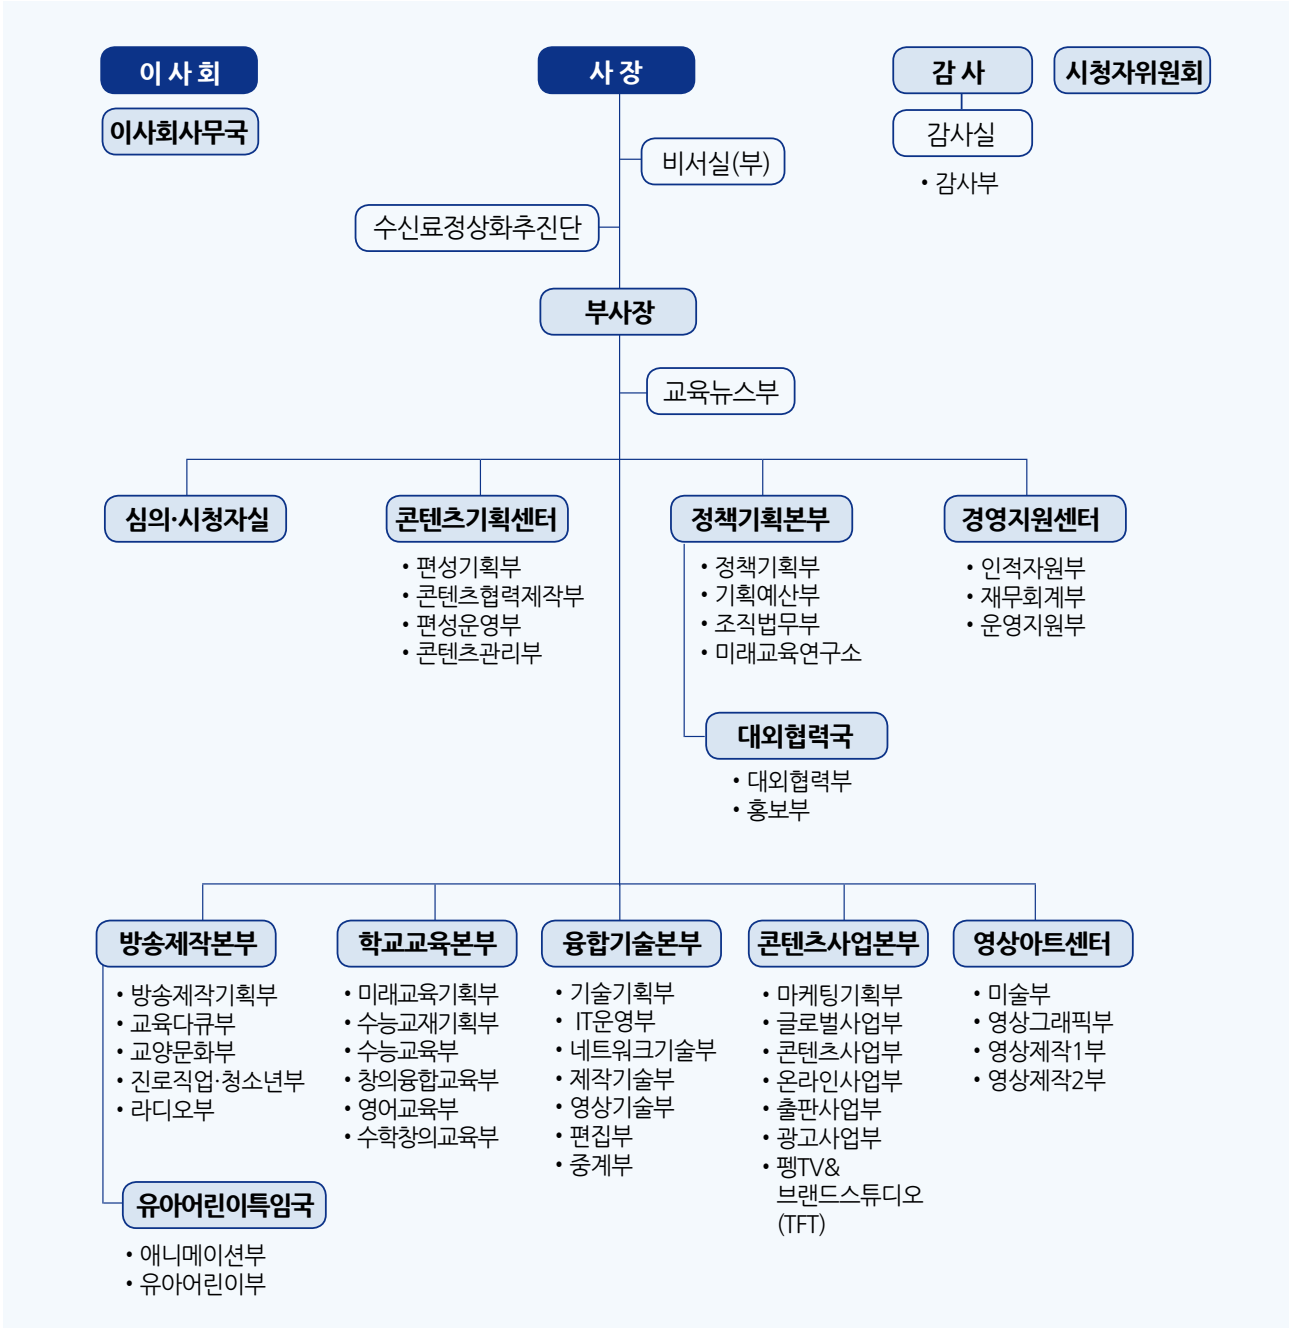 이 사 회
사 장
감 사
시청자위원회
이사회사무국
감사실
• 감사부
비서실(부)
수신료정상화추진단
부사장
교육뉴스부
심의·시청자실
콘텐츠기획센터
• 편성기획부
• 콘텐츠협력제작부
• 편성운영부
• 콘텐츠관리부
정책기획본부
• 정책기획부
• 기획예산부
• 조직법무부
• 미래교육연구소
대외협력국
• 대외협력부
• 홍보부
경영지원센터
• 인적자원부
• 재무회계부
• 운영지원부
방송제작본부
• 방송제작기획부
• 교육다큐부
• 교양문화부
• 진로직업·청소년부
• 라디오부
유아어린이특임국
• 애니메이션부
• 유아어린이부
학교교육본부
• 미래교육기획부
• 수능교재기획부
• 수능교육부
• 창의융합교육부
• 영어교육부
• 수학창의교육부
융합기술본부
• 기술기획부
• IT운영부
• 네트워크기술부
• 제작기술부
• 영상기술부
• 편집부
• 중계부
콘텐츠사업본부
• 마케팅기획부
• 글로벌사업부
• 콘텐츠사업부
• 온라인사업부
• 출판사업부
• 광고사업부
• 펭TV&
브랜드스튜디오
(TFT)
영상아트센터
• 미술부
• 영상그래픽부
• 영상제작1부
• 영상제작2부